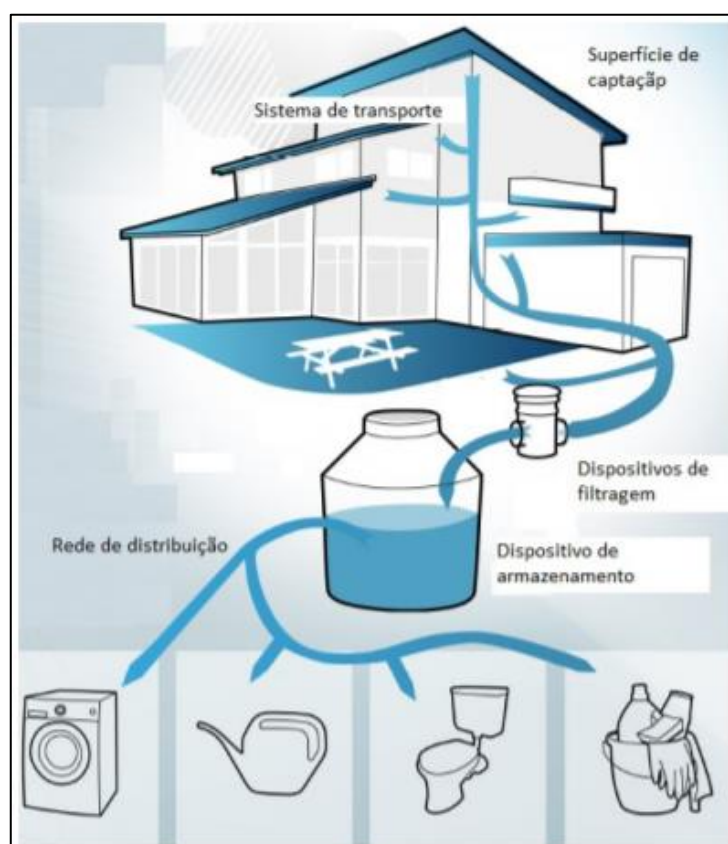 Superfície de
captaçãp
Sistema de transporte
Dispositivos de
filtragem
Rede de distribuição
Dispositivo de
armazenamento